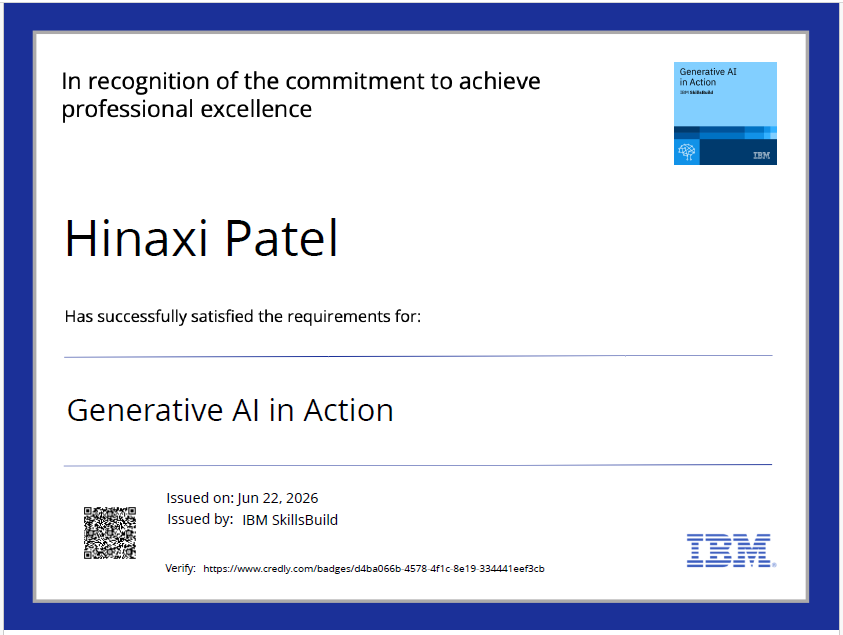 In recognition of the commitment to achieve
professional excellence
Generative AI
in Action
IBM SkillsBuild
IBM
Hinaxi Patel
Has successfully satisfied the requirements for:
Generative AI in Action
Issued on: Jun 22, 2026
Issued by: IBM SkillsBuild
Verify: https://www.credly.com/badges/d4ba066b-4578-4f1c-8e19-334441eef3cb
IBM®